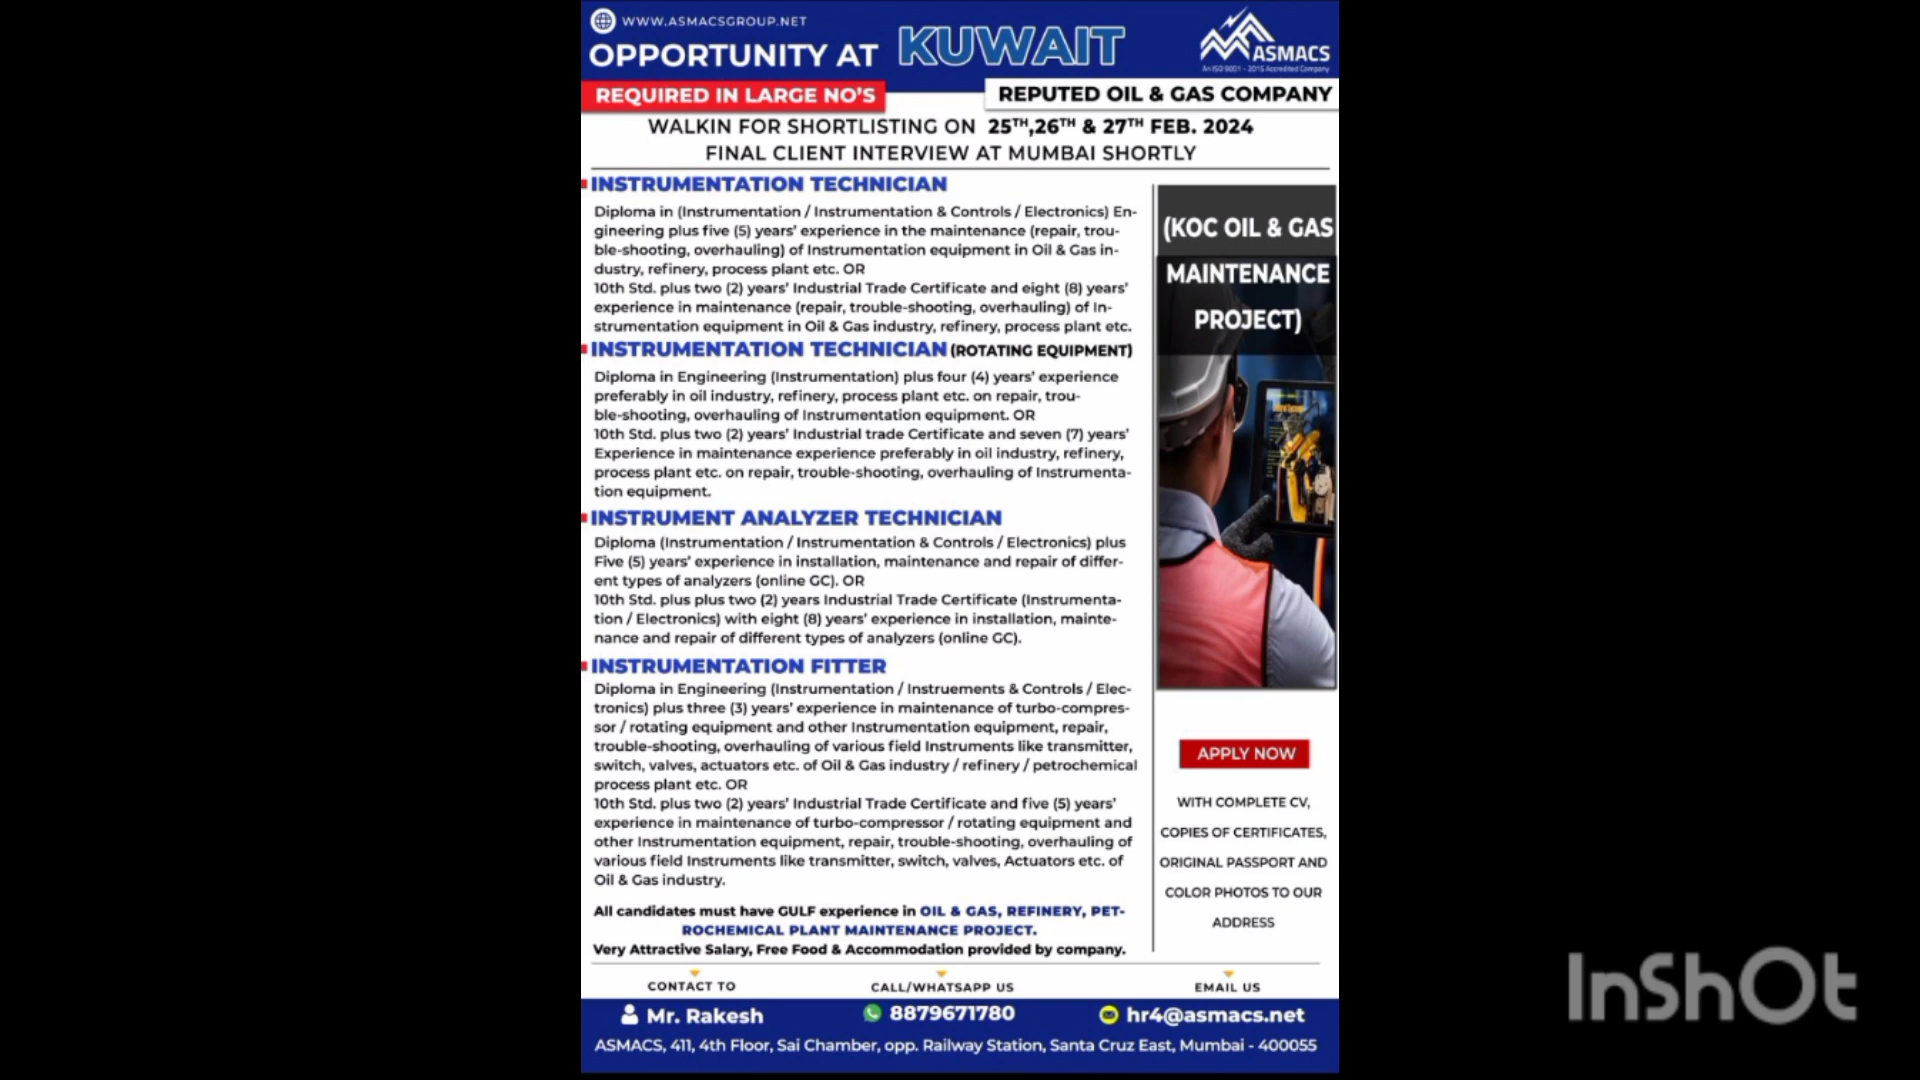 WWW.ASMACSGROUP.NET
OPPORTUNITY AT KUWAIT
ASMACS
An ISO 9001 - 2015 Accredited Company
REQUIRED IN LARGE NO'S
REPUTED OIL & GAS COMPANY
WALKIN FOR SHORTLISTING ON 25TH,26TH & 27TH FEB. 2024
FINAL CLIENT INTERVIEW AT MUMBAI SHORTLY
INSTRUMENTATION TECHNICIAN
Diploma in (Instrumentation / Instrumentation & Controls / Electronics) En-
gineering plus five (5) years' experience in the maintenance (repair, trou-
ble-shooting, overhauling) of Instrumentation equipment in Oil & Gas in-
dustry, refinery, process plant etc. OR
10th Std. plus two (2) years' Industrial Trade Certificate and eight (8) years'
experience in maintenance (repair, trouble-shooting, overhauling) of In-
strumentation equipment in Oil & Gas industry, refinery, process plant etc.
INSTRUMENTATION TECHNICIAN (ROTATING EQUIPMENT)
Diploma in Engineering (Instrumentation) plus four (4) years' experience
preferably in oil industry, refinery, process plant etc. on repair, trou-
ble-shooting, overhauling of Instrumentation equipment. OR
10th Std. plus two (2) years' Industrial trade Certificate and seven (7) years'
Experience in maintenance experience preferably in oil industry, refinery,
process plant etc. on repair, trouble-shooting, overhauling of Instrumenta-
tion equipment.
INSTRUMENT ANALYZER TECHNICIAN
Diploma (Instrumentation / Instrumentation & Controls / Electronics) plus
Five (5) years' experience in installation, maintenance and repair of differ-
ent types of analyzers (online GC). OR
10th Std. plus plus two (2) years Industrial Trade Certificate (Instrumenta-
tion / Electronics) with eight (8) years' experience in installation, mainte-
nance and repair of different types of analyzers (online GC).
INSTRUMENTATION FITTER
Diploma in Engineering (Instrumentation / Instruements & Controls / Elec-
tronics) plus three (3) years' experience in maintenance of turbo-compres-
sor / rotating equipment and other Instrumentation equipment, repair,
trouble-shooting, overhauling of various field Instruments like transmitter,
switch, valves, actuators etc. of Oil & Gas industry / refinery / petrochemical
process plant etc. OR
10th Std. plus two (2) years' Industrial Trade Certificate and five (5) years'
experience in maintenance of turbo-compressor / rotating equipment and
other Instrumentation equipment, repair, trouble-shooting, overhauling of
various field Instruments like transmitter, switch, valves, Actuators etc. of
Oil & Gas industry.
All candidates must have GULF experience in OIL & GAS, REFINERY, PET-
ROCHEMICAL PLANT MAINTENANCE PROJECT.
Very Attractive Salary, Free Food & Accommodation provided by company.
(KOC OIL & GAS
MAINTENANCE
PROJECT)
APPLY NOW
WITH COMPLETE CV,
COPIES OF CERTIFICATES,
ORIGINAL PASSPORT AND
COLOR PHOTOS TO OUR
ADDRESS
CONTACT TO
Mr. Rakesh
CALL/WHATSAPP US
8879671780
EMAIL US
hr4@asmacs.net
ASMACS, 411, 4th Floor, Sai Chamber, opp. Railway Station, Santa Cruz East, Mumbai - 400055
InShOt